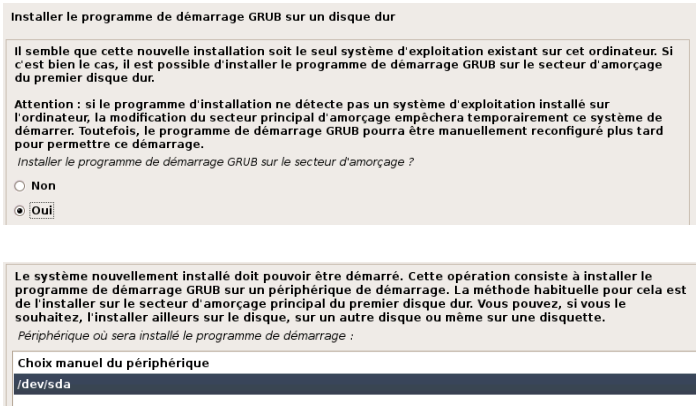 Installer le programme de démarrage GRUB sur un disque dur
Il semble que cette nouvelle installation soit le seul système d'exploitation existant sur cet ordinateur. Si
c'est bien le cas, il est possible d'installer le programme de démarrage GRUB sur le secteur d'amorçage
du premier disque dur.
Attention : si le programme d'installation ne détecte pas un système d'exploitation installé sur
l'ordinateur, la modification du secteur principal d'amorçage empêchera temporairement ce système de
démarrer. Toutefois, le programme de démarrage GRUB pourra être manuellement reconfiguré plus tard
pour permettre ce démarrage.
Installer le programme de démarrage GRUB sur le secteur d'amorçage ?
Non
Oui
Le système nouvellement installé doit pouvoir être démarré. Cette opération consiste à installer le
programme de démarrage GRUB sur un périphérique de démarrage. La méthode habituelle pour cela est
de l'installer sur le secteur d'amorçage principal du premier disque dur. Vous pouvez, si vous le
souhaitez, l'installer ailleurs sur le disque, sur un autre disque ou même sur une disquette.
Périphérique où sera installé le programme de démarrage :
Choix manuel du périphérique
/dev/sda